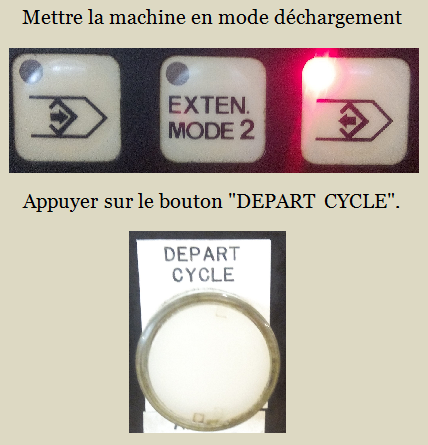 Mettre la machine en mode déchargement
EXTEN.
MODE 2
Appuyer sur le bouton "DEPART CYCLE".
DEPART
CYCLE